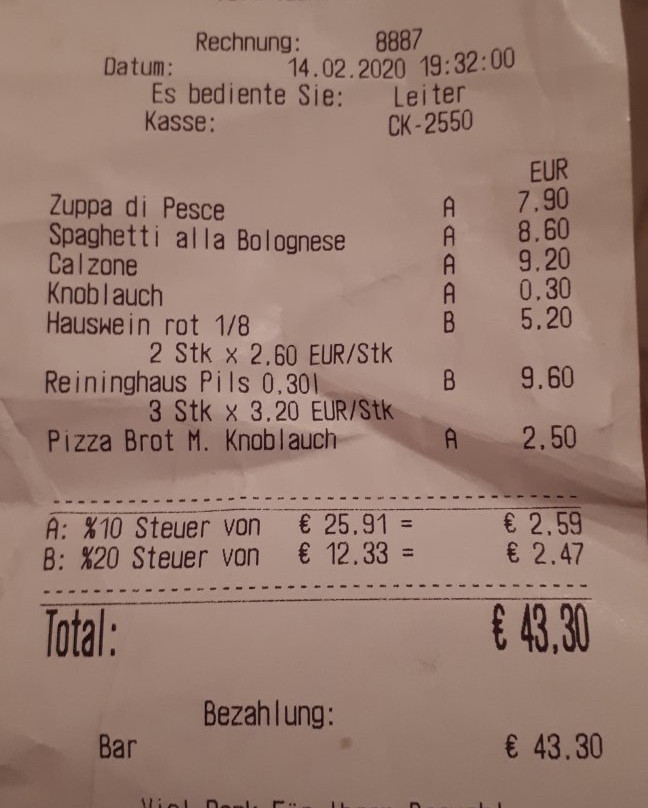 Rechnung: 8887
Datum: 14.02.2020 19:32:00
Es bediente Sie: Leiter
Kasse: CK-2550
EUR
Zuppa di Pesce A 7.90
Spaghetti alla Bolognese A 8.60
Calzone A 9.20
Knoblauch A 0.30
Hauswein rot 1/8 B 5.20
2 Stk x 2.60 EUR/Stk
Reininghaus Pils 0.30l B 9.60
3 Stk x 3.20 EUR/Stk
Pizza Brot M. Knoblauch A 2.50
A: %10 Steuer von € 25.91 = € 2.59
B: %20 Steuer von € 12.33 = € 2.47
Total: € 43,30
Bezahlung:
Bar € 43.30